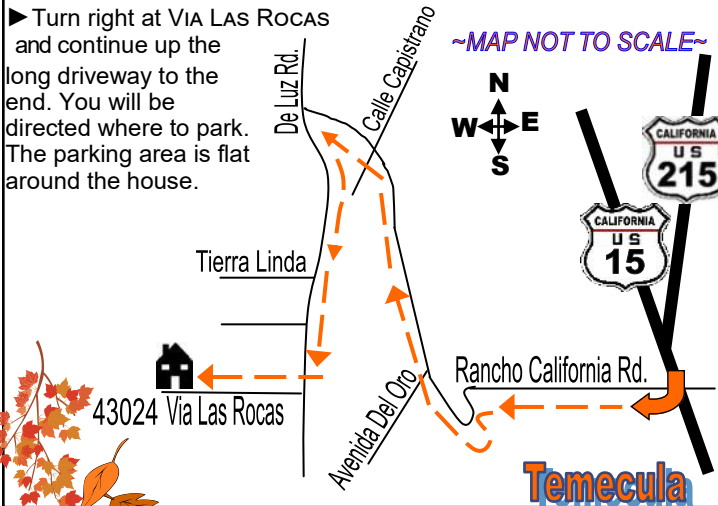 ►Turn right at VIA LAS ROCAS
and continue up the
long driveway to the
end. You will be
directed where to park.
The parking area is flat
around the house.
~MAP NOT TO SCALE~
De Luz Rd.
Calle Capistrano
N
W E
S
CALIFORNIA
US
215
CALIFORNIA
US
15
Tierra Linda
43024 Via Las Rocas
Avenida Del Oro
Rancho California Rd.
Temecula